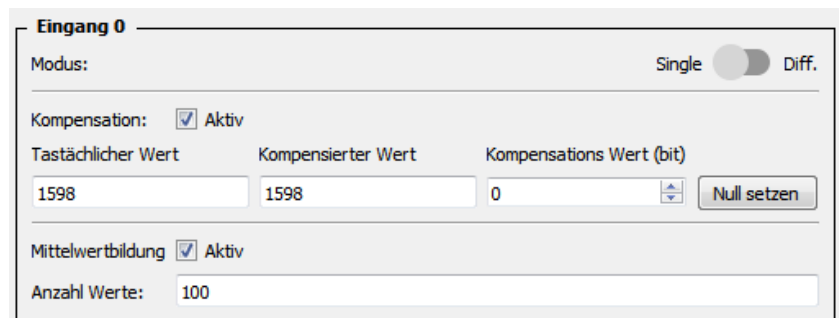 Eingang 0
Modus: Single Diff.
Kompensation: Aktiv
Tastächlicher Wert Kompensierter Wert Kompensations Wert (bit)
1598 1598 0 Null setzen
Mittelwertbildung Aktiv
Anzahl Werte: 100